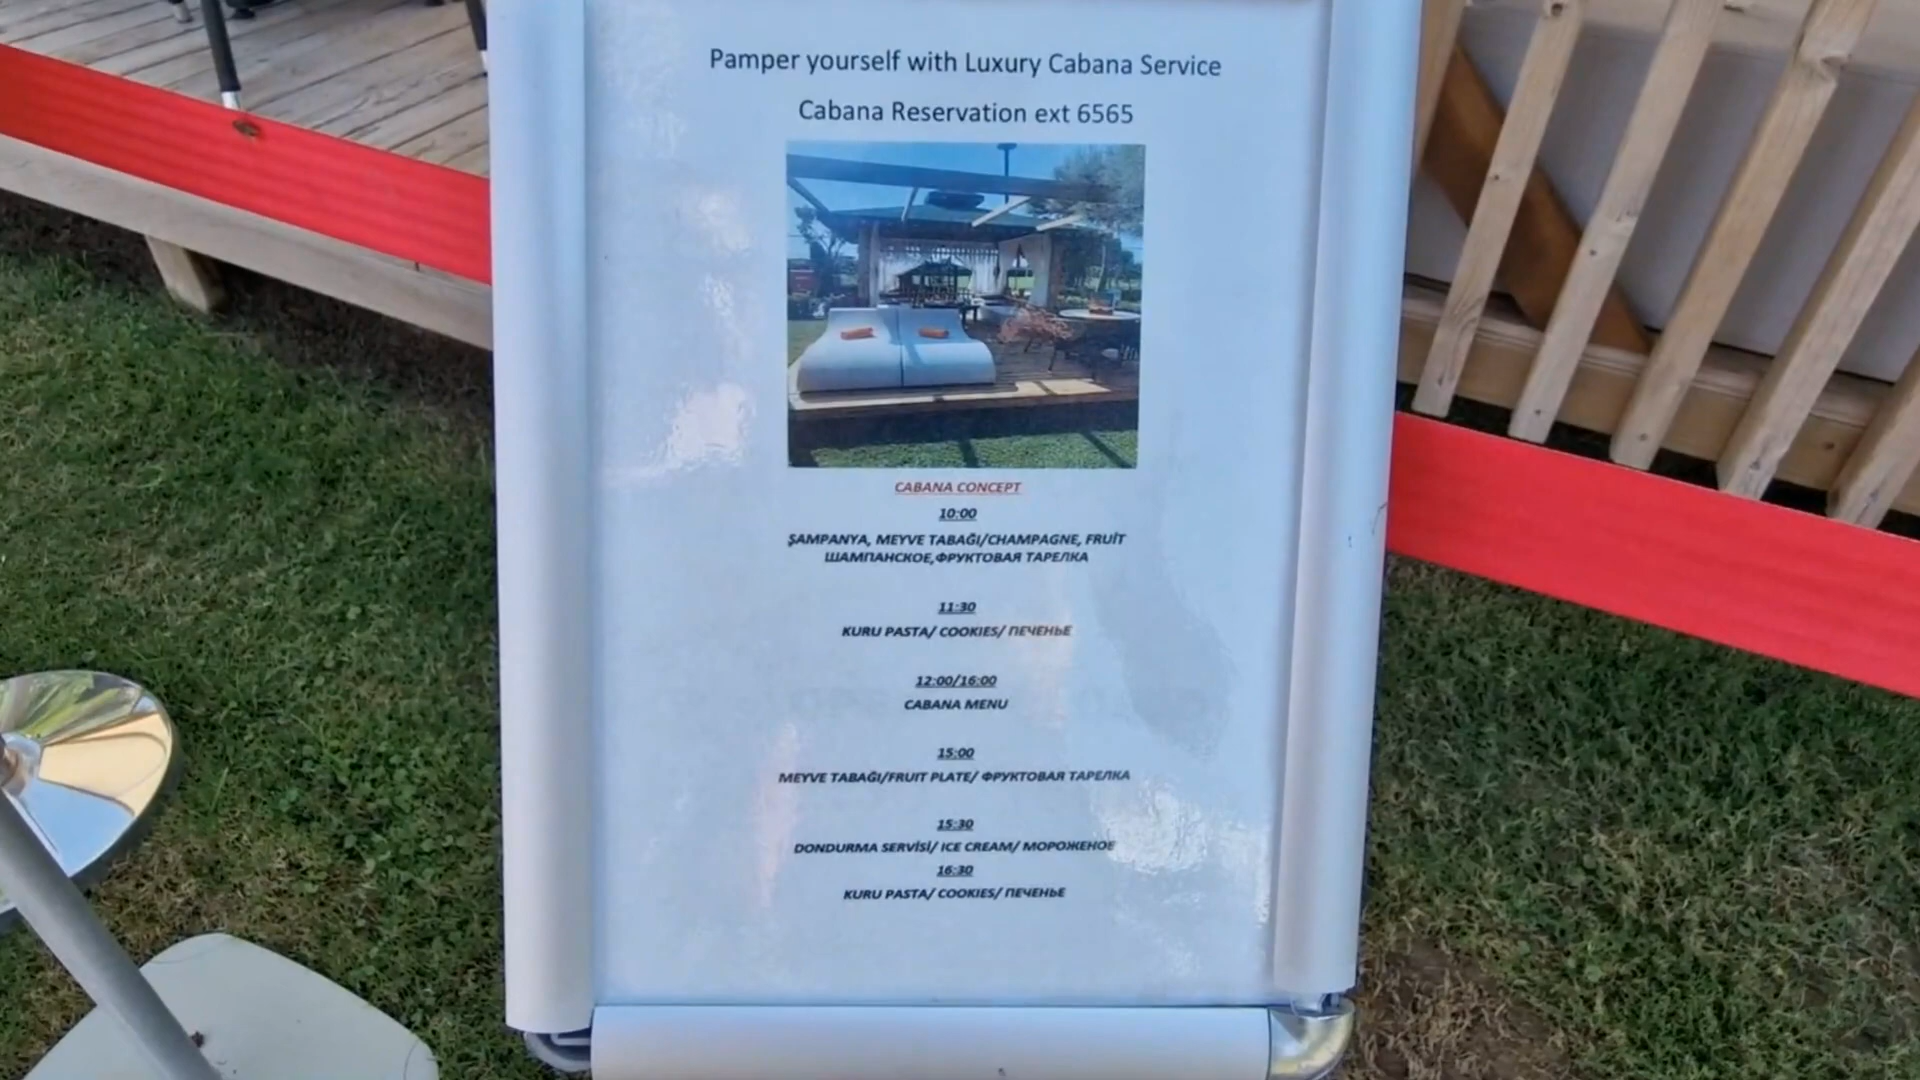 Pamper yourself with Luxury Cabana Service
Cabana Reservation ext 6565
CABANA CONCEPT
10:00
ŞAMPANYA, MEYVE TABAĞI/CHAMPAGNE, FRUİT
ШАМПАНСКОЕ,ФРУКТОВАЯ ТАРЕЛКА
11:30
KURU PASTA/ COOKIES/ ПЕЧЕНЬЕ
12:00/16:00
CABANA MENU
15:00
MEYVE TABAĞI/FRUIT PLATE/ ФРУКТОВАЯ ТАРЕЛКА
15:30
DONDURMA SERVİSİ/ ICE CREAM/ МОРОЖЕНОЕ
16:30
KURU PASTA/ COOKIES/ ПЕЧЕНЬЕ